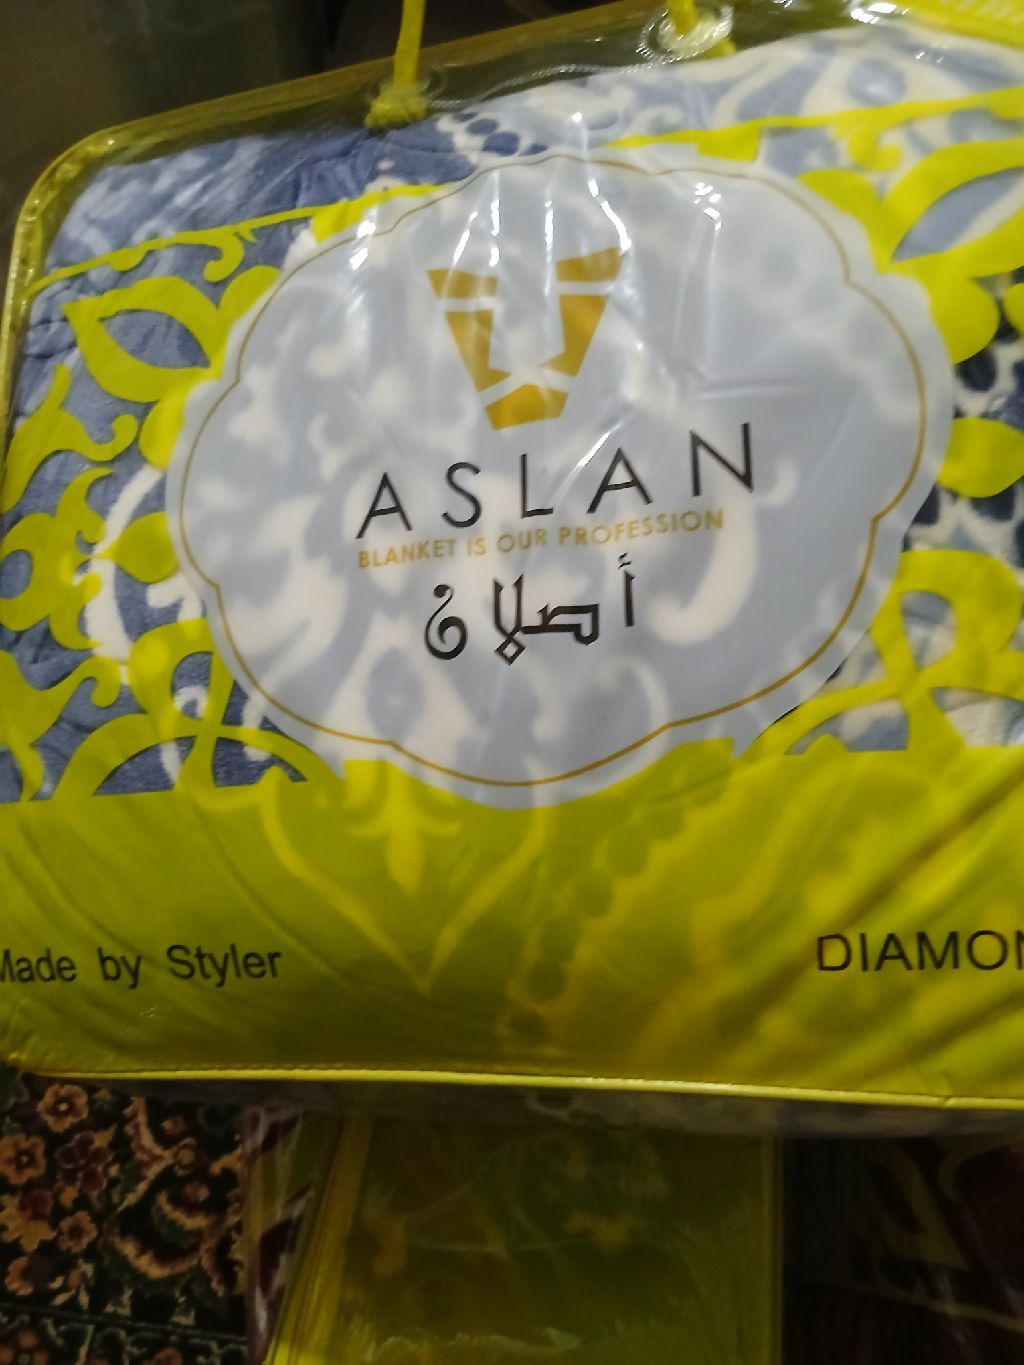 ASLAN
BLANKET IS OUR PROFESSION
أصلان
Made by Styler
DIAMON